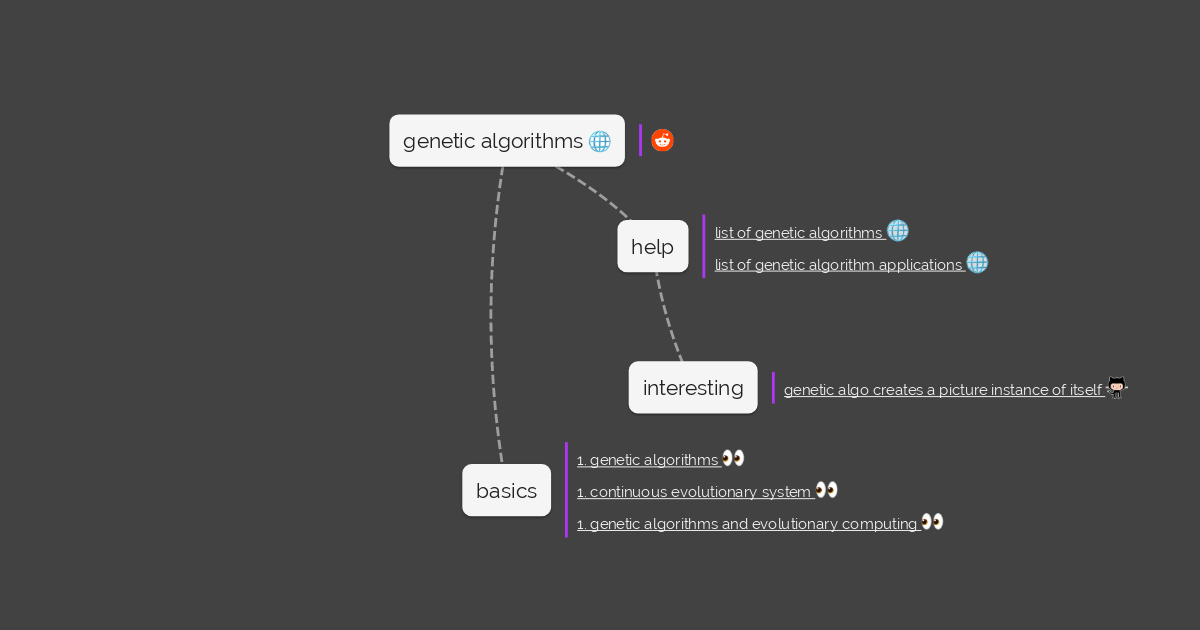 genetic algorithms
help
list of genetic algorithms
list of genetic algorithm applications
interesting
genetic algo creates a picture instance of itself
basics
1. genetic algorithms
1. continuous evolutionary system
1. genetic algorithms and evolutionary computing